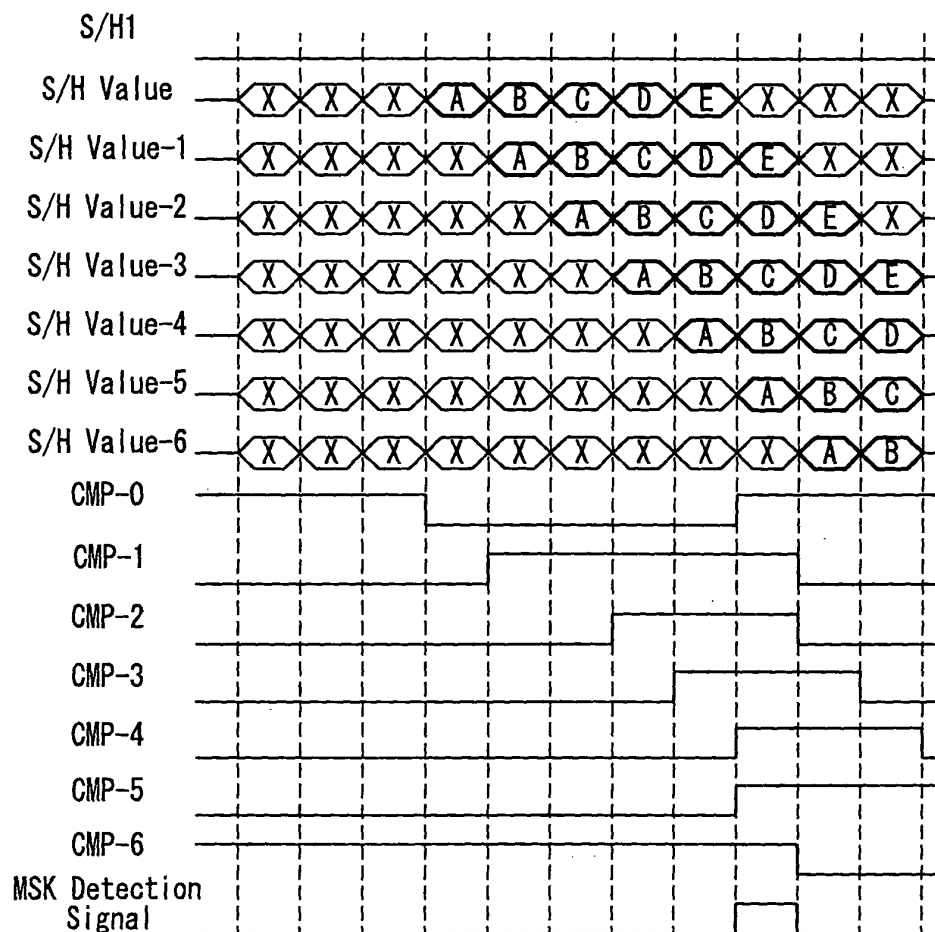 S/H1
S/H Value X X X A B C D E X X X
S/H Value-1 X X X X A B C D E X X
S/H Value-2 X X X X X A B C D E X
S/H Value-3 X X X X X X A B C D E
S/H Value-4 X X X X X X X A B C D
S/H Value-5 X X X X X X X X A B C
S/H Value-6 X X X X X X X X X A B
CMP-0
CMP-1
CMP-2
CMP-3
CMP-4
CMP-5
CMP-6
MSK Detection
Signal